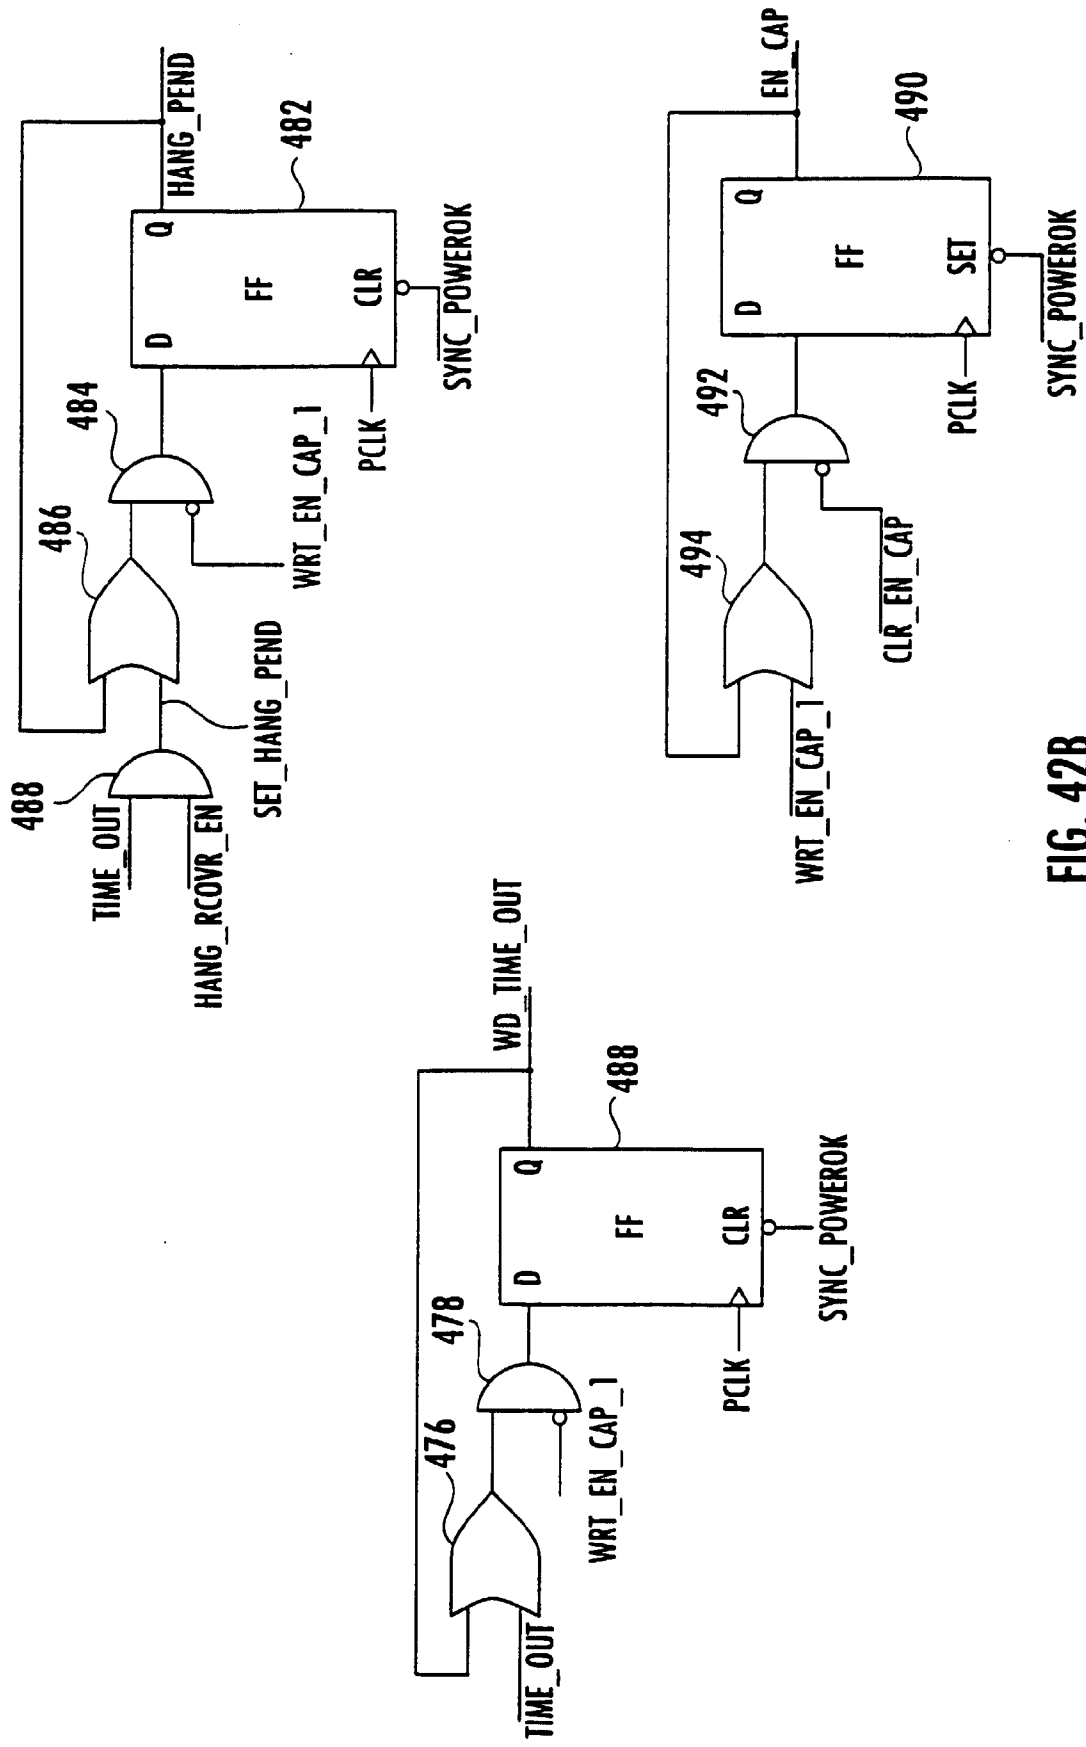 TIME_OUT
HANG_RCOVR_EN
488
SET_HANG_PEND
486
484
WRT_EN_CAP_1
D
Q
FF
CLR
PCLK
482
SYNC_POWEROK
HANG_PEND
TIME_OUT
476
478
WRT_EN_CAP_1
D
Q
FF
CLR
PCLK
488
SYNC_POWEROK
WD_TIME_OUT
WRT_EN_CAP_1
494
492
CLR_EN_CAP
D
Q
FF
SET
PCLK
490
SYNC_POWEROK
EN_CAP
FIG. 42B